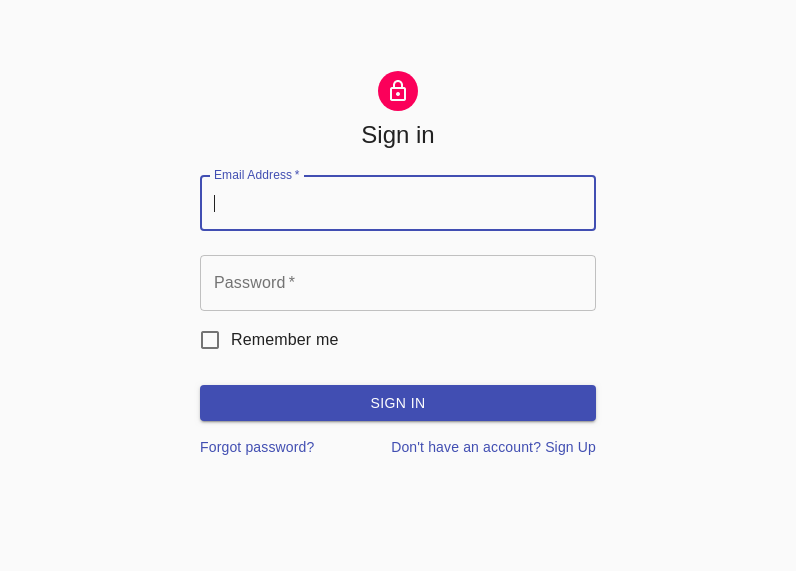 Sign in
Email Address *
Password *
Remember me
SIGN IN
Forgot password?
Don't have an account? Sign Up